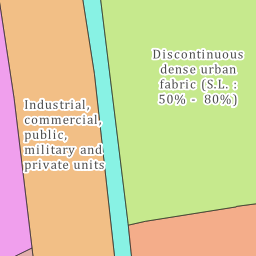 Discontinuous
dense urban
fabric (S.L. :
50% -  80%)
Industrial,
commercial,
public,
military and
private units